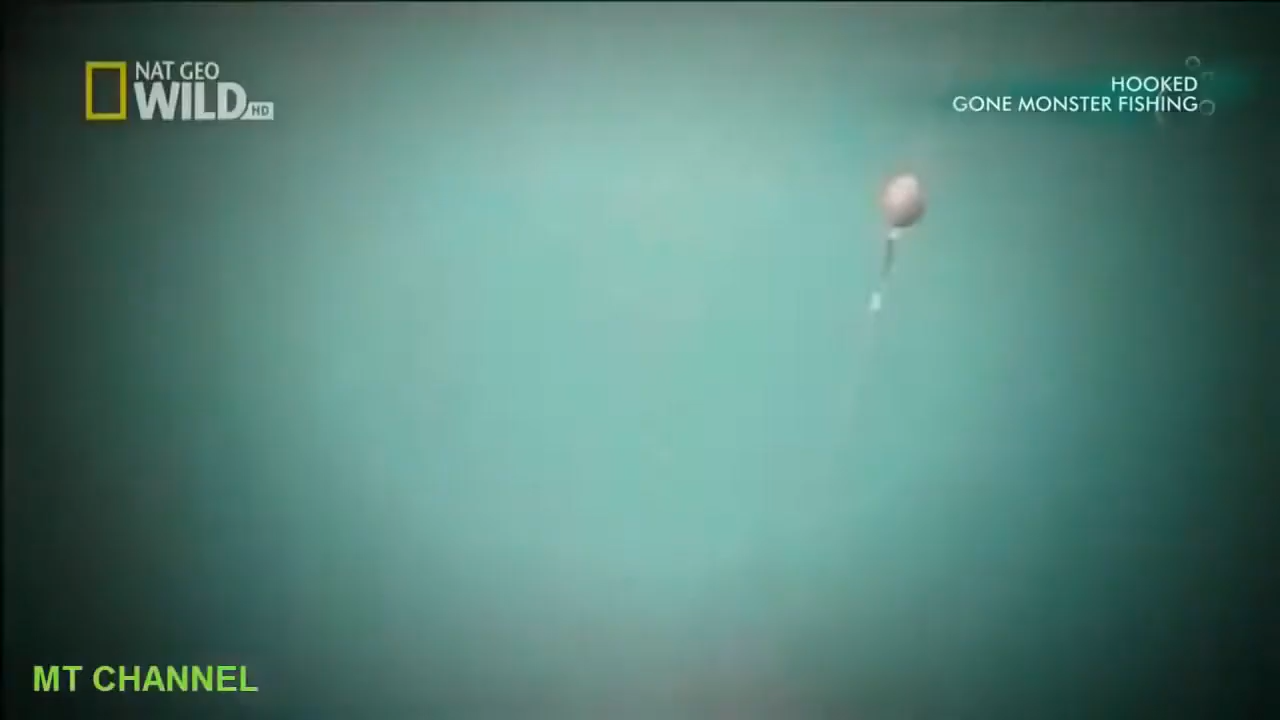 NAT GEO
WILD HD
HOOKED
GONE MONSTER FISHING
MT CHANNEL